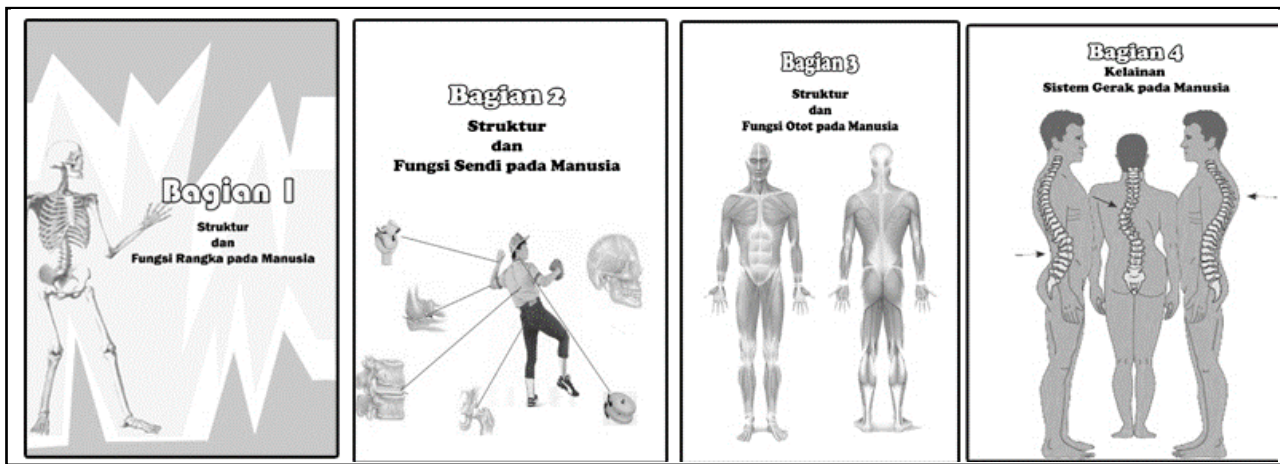 Bagian 1
Struktur
dan
Fungsi Rangka pada Manusia
Bagian 2
Struktur
dan
Fungsi Sendi pada Manusia
Bagian 3
Struktur
dan
Fungsi Otot pada Manusia
Bagian 4
Kelainan
Sistem Gerak pada Manusia